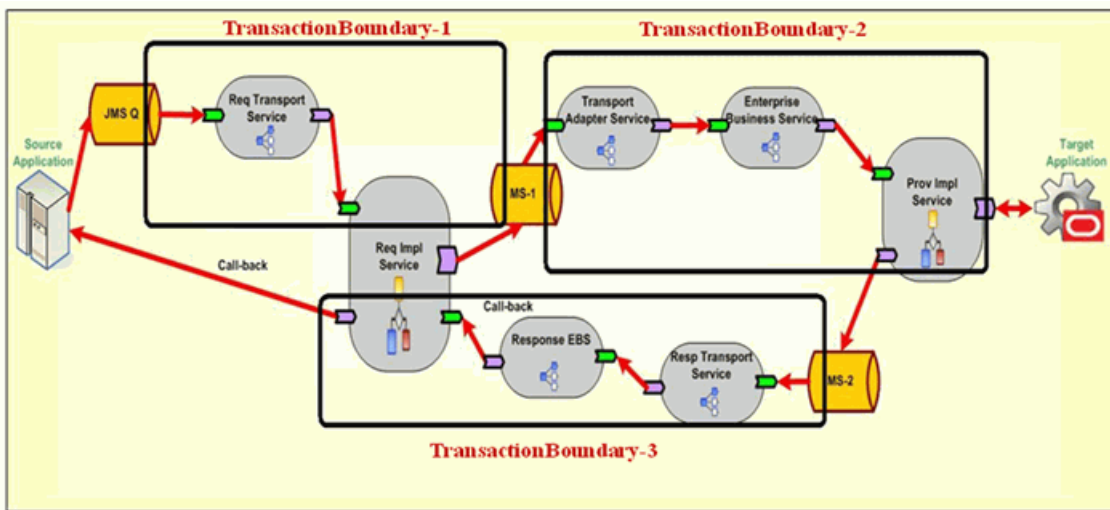 TransactionBoundary-1
TransactionBoundary-2
JMS Q
Req Transport
Service
Transport
Adapter Service
Enterprise
Business Service
Source
Application
Target
Application
MS-1
Prov Impl
Service
Req Impl
Service
Call-back
Call-back
Response EBS
Resp Transport
Service
MS-2
TransactionBoundary-3